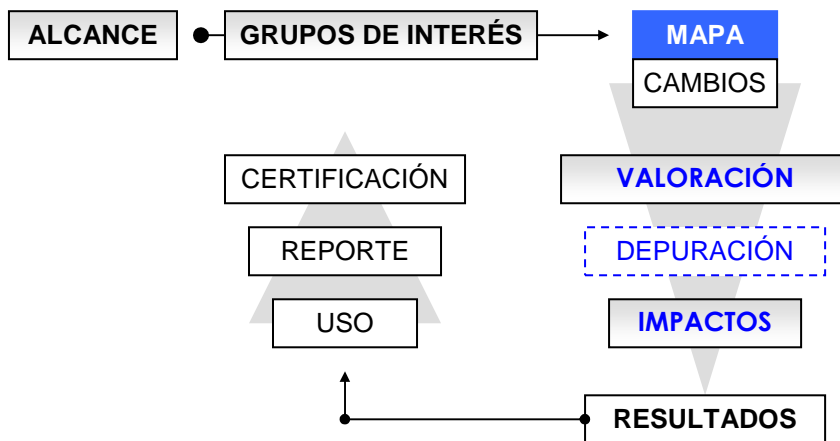 ALCANCE
GRUPOS DE INTERÉS
MAPA
CAMBIOS
CERTIFICACIÓN
VALORACIÓN
REPORTE
DEPURACIÓN
USO
IMPACTOS
RESULTADOS